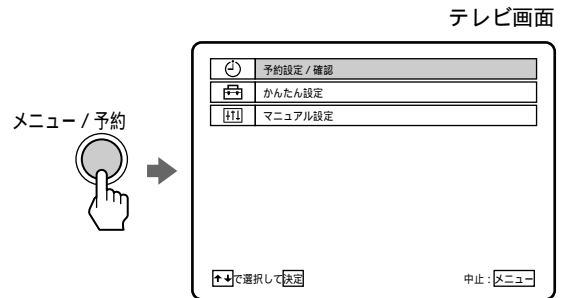 テレビ画面
メニュー / 予約
予約設定 / 確認
かんたん設定
マニュアル設定
↑↓で選択して決定
中止 : メニュー